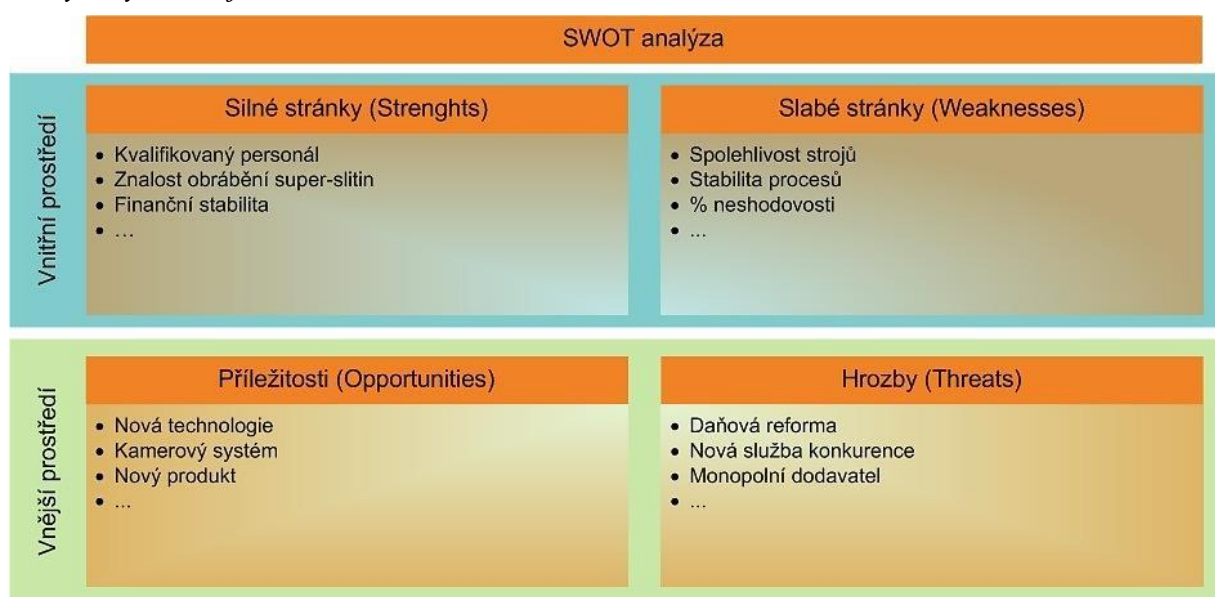 SWOT analýza
Vnitřní prostředí
Silné stránky (Strenghts)
• Kvalifikovaný personál
• Znalost obrábění super-slitin
• Finanční stabilita
• ...
Slabé stránky (Weaknesses)
• Spolehlivost strojů
• Stabilita procesů
• % neshodovosti
• ...
Vnější prostředí
Příležitosti (Opportunities)
• Nová technologie
• Kamerový systém
• Nový produkt
• ...
Hrozby (Threats)
• Daňová reforma
• Nová služba konkurence
• Monopolní dodavatel
• ...